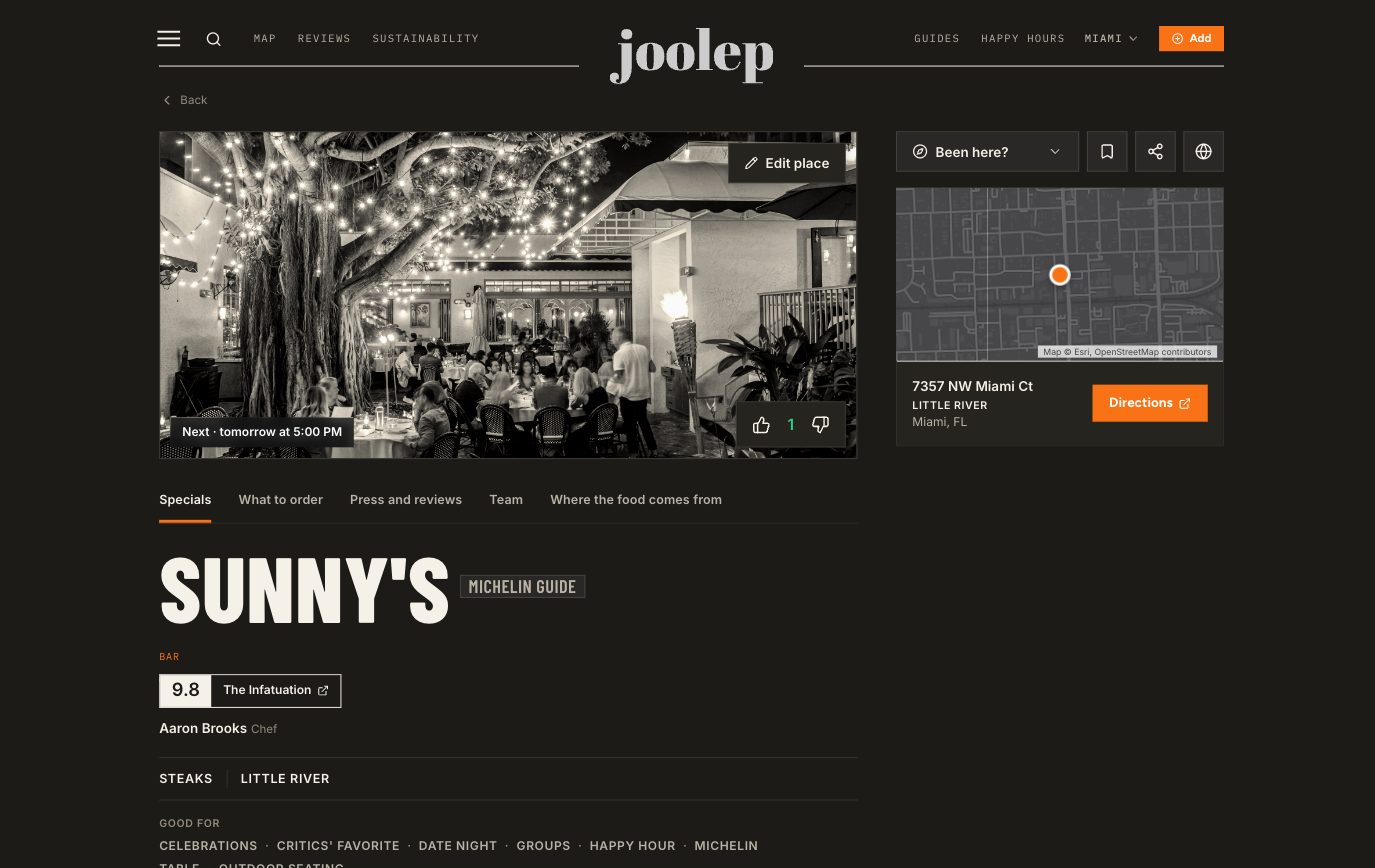 MAP REVIEWS SUSTAINABILITY
joolep
GUIDES HAPPY HOURS MIAMI Add
Back
Edit place
Been here?
Next · tomorrow at 5:00 PM
1
Map © Esri, OpenStreetMap contributors
7357 NW Miami Ct
LITTLE RIVER
Miami, FL
Directions
Specials What to order Press and reviews Team Where the food comes from
SUNNY'S MICHELIN GUIDE
BAR
9.8 The Infatuation
Aaron Brooks Chef
STEAKS LITTLE RIVER
GOOD FOR
CELEBRATIONS · CRITICS' FAVORITE · DATE NIGHT · GROUPS · HAPPY HOUR · MICHELIN
TABLE · OUTDOOR SEATING